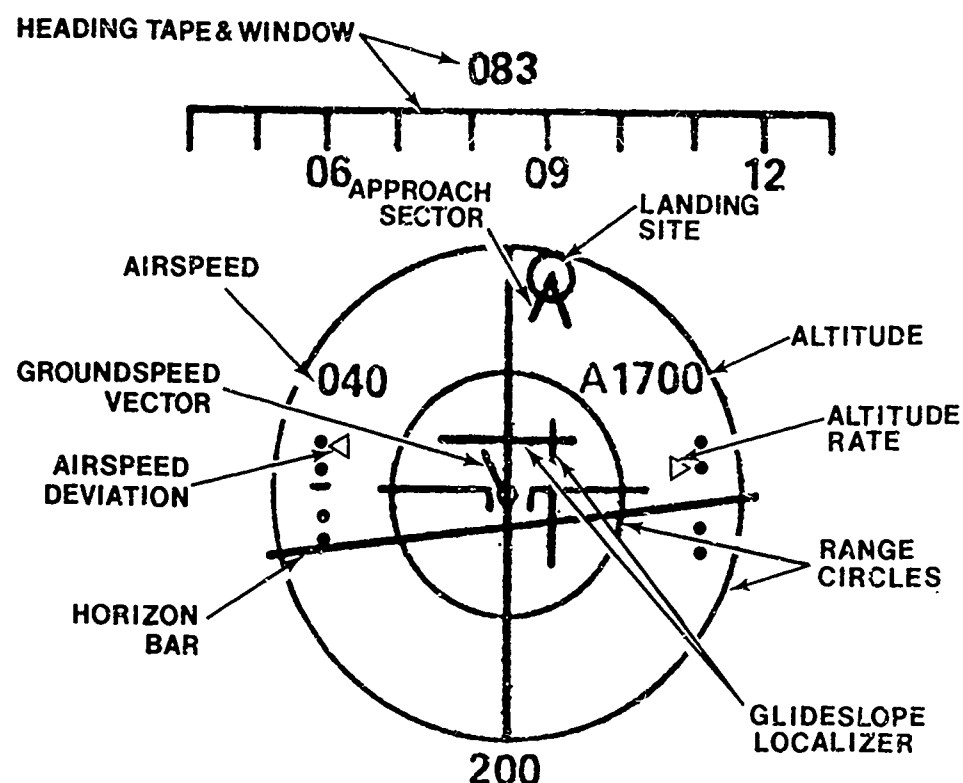 HEADING TAPE & WINDOW
083
06 09 12
APPROACH
SECTOR
LANDING
SITE
AIRSPEED
ALTITUDE
GROUNDSPEED
VECTOR
040
A 1700
ALTITUDE
RATE
AIRSPEED
DEVIATION
RANGE
CIRCLES
HORIZON
BAR
GLIDESLOPE
LOCALIZER
200